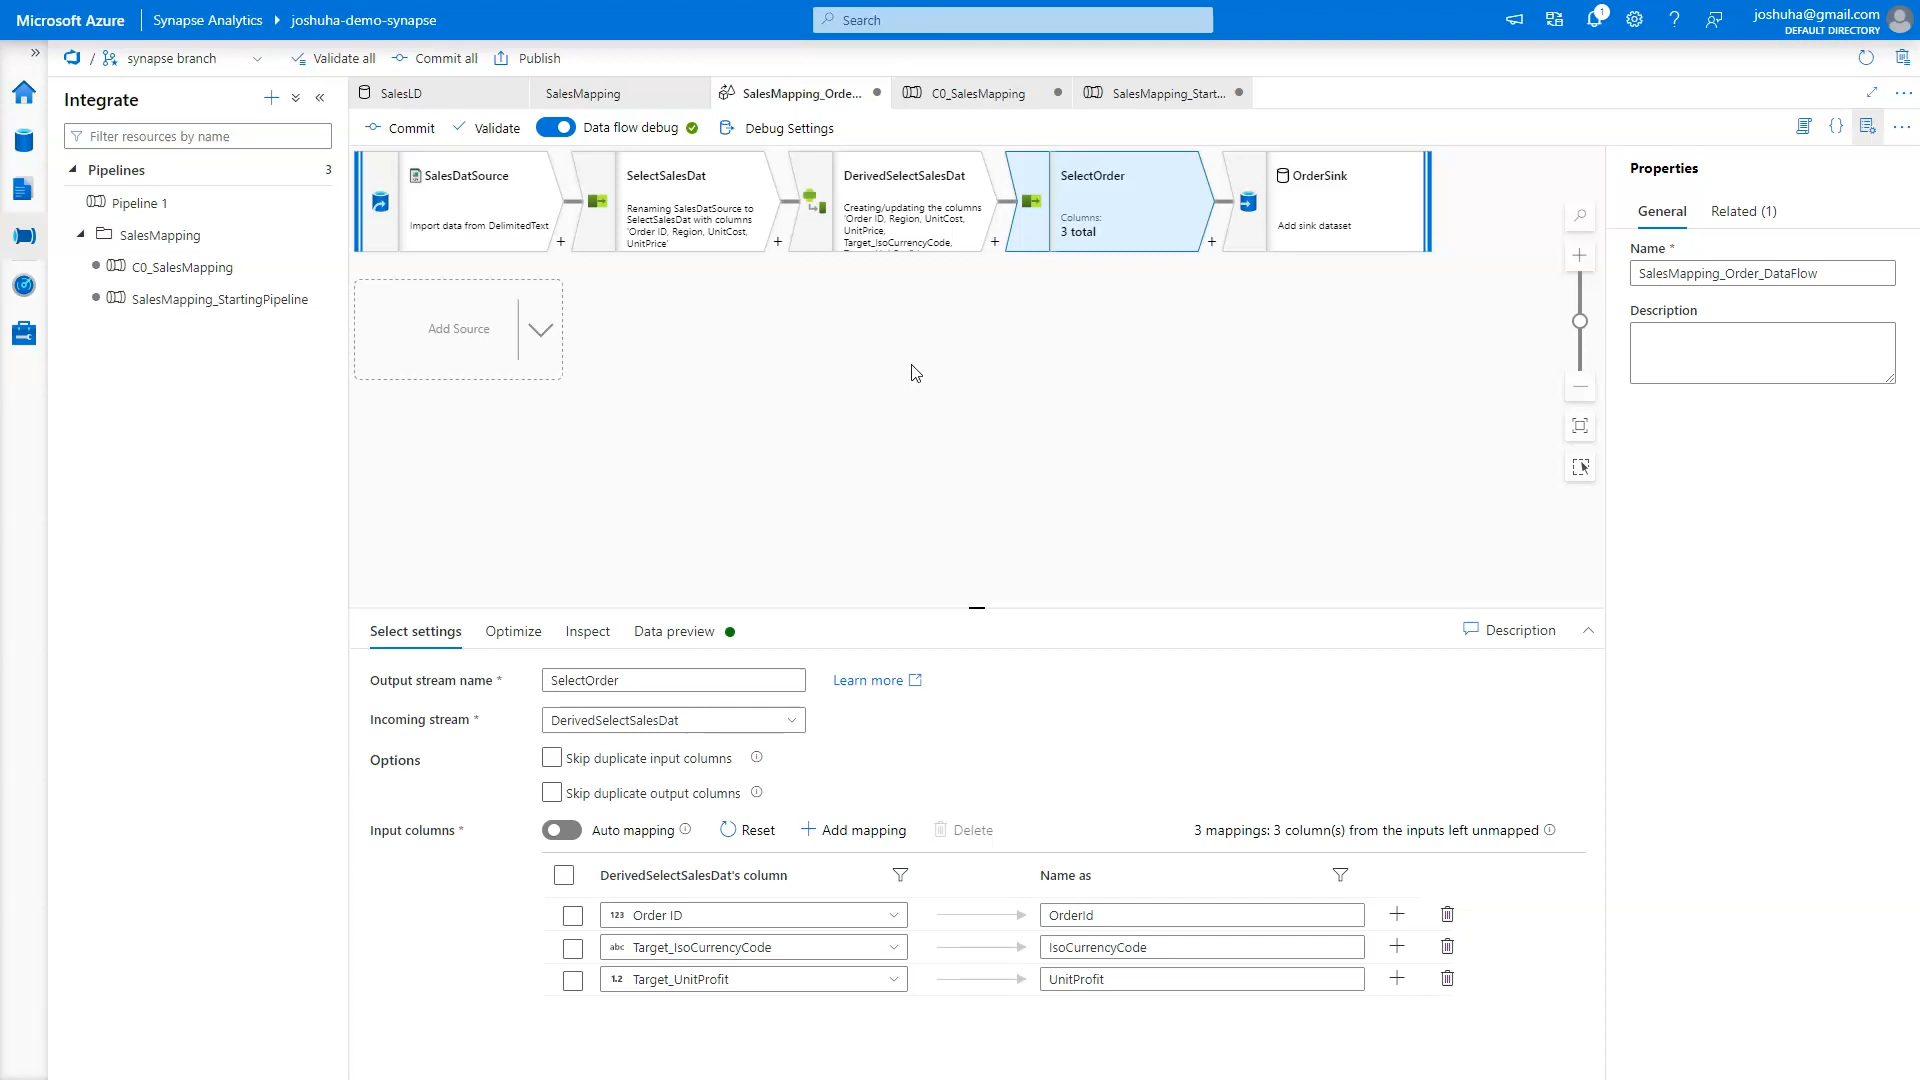 Microsoft Azure
Synapse Analytics
joshuha-demo-synapse
Search
1
joshuha@gmail.com
DEFAULT DIRECTORY
/
synapse branch
Validate all
Commit all
Publish
Integrate
Filter resources by name
Pipelines
3
Pipeline 1
SalesMapping
C0_SalesMapping
SalesMapping_StartingPipeline
SalesLD
SalesMapping
SalesMapping_Orde...
C0_SalesMapping
SalesMapping_Start...
Commit
Validate
Data flow debug
Debug Settings
{}
SalesDatSource
Import data from DelimitedText
+
SelectSalesDat
Renaming SalesDatSource to
SelectSalesDat with columns
'Order ID, Region, UnitCost,
UnitPrice'
+
DerivedSelectSalesDat
Creating/updating the columns
'Order ID, Region, UnitCost,
UnitPrice,
Target_IsoCurrencyCode,
+
SelectOrder
Columns:
3 total
+
OrderSink
Add sink dataset
Add Source
Properties
General
Related (1)
Name *
SalesMapping_Order_DataFlow
Description
Select settings
Optimize
Inspect
Data preview
Description
Output stream name *
SelectOrder
Learn more
Incoming stream *
DerivedSelectSalesDat
Options
Skip duplicate input columns
Skip duplicate output columns
Input columns *
Auto mapping
Reset
Add mapping
Delete
3 mappings: 3 column(s) from the inputs left unmapped
DerivedSelectSalesDat's column
Name as
123 Order ID
OrderId
abc Target_IsoCurrencyCode
IsoCurrencyCode
1.2 Target_UnitProfit
UnitProfit